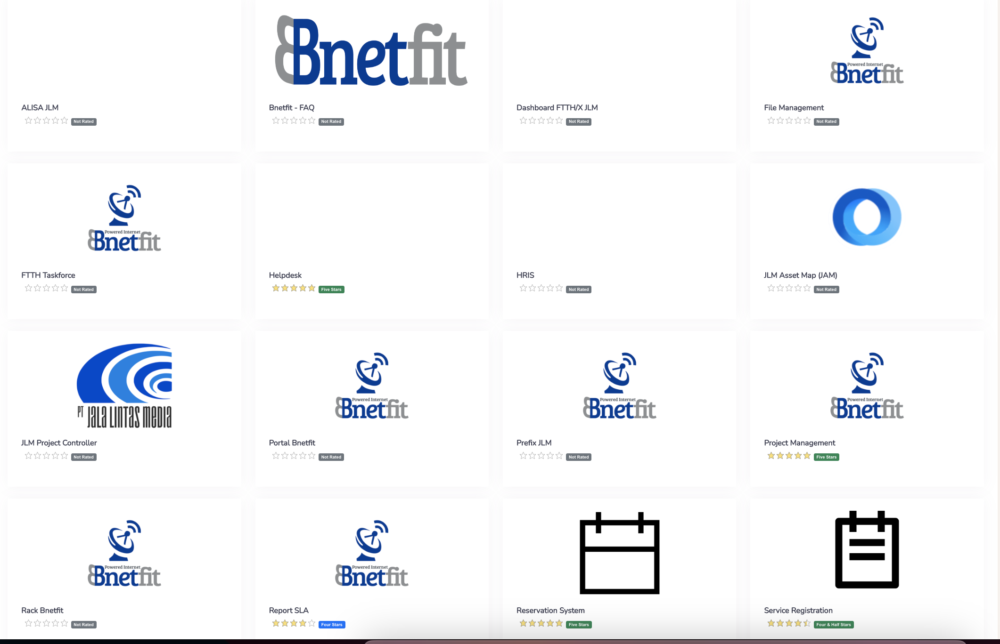 Bnetfit
Powered Internet
Bnetfit
ALISA JLM
Not Rated
Bnetfit - FAQ
Not Rated
Dashboard FTTH/X JLM
Not Rated
File Management
Not Rated
Powered Internet
Bnetfit
FTTH Taskforce
Not Rated
Helpdesk
Five Stars
HRIS
Not Rated
JLM Asset Map (JAM)
Not Rated
PT JALA LINTAS MEDIA
Powered Internet
Bnetfit
Powered Internet
Bnetfit
Powered Internet
Bnetfit
JLM Project Controller
Not Rated
Portal Bnetfit
Not Rated
Prefix JLM
Not Rated
Project Management
Five Stars
Powered Internet
Bnetfit
Powered Internet
Bnetfit
Rack Bnetfit
Not Rated
Report SLA
Four Stars
Reservation System
Five Stars
Service Registration
Four & Half Stars